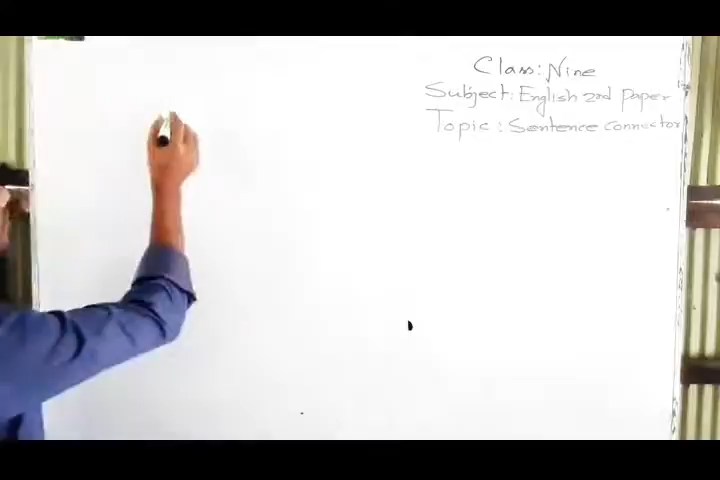 Class: Nine
Subject: English 2nd Paper
Topic: Sentence connector